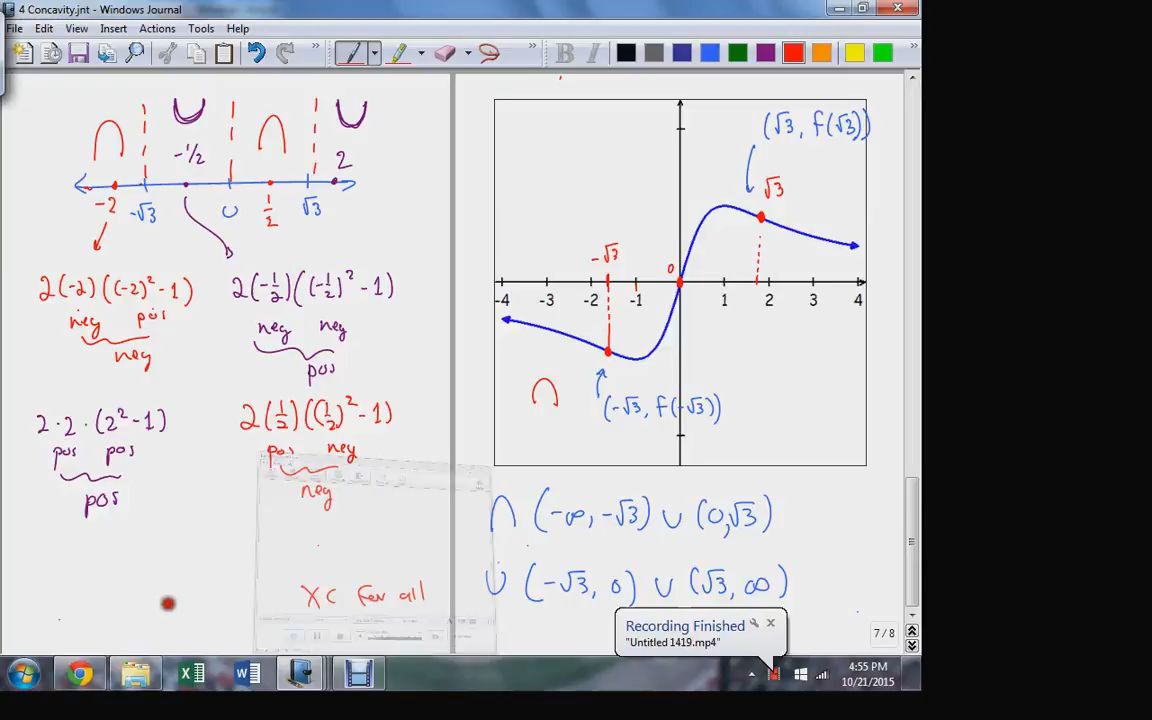 4 Concavity.jnt - Windows Journal
File Edit View Insert Actions Tools Help
B I
-½ 2
-2 -√3 0 ½ √3
2(-2)((-2)²-1)
neg pos
neg
2(-½)((-½)²-1)
neg neg
pos
2·2·(2²-1)
pos pos
pos
2(½)((½)²-1)
pos neg
neg
XC For all
(√3, f(√3))
√3
-√3
0
-4 -3 -2 -1 1 2 3 4
(-√3, f(-√3))
∩ (-∞, -√3) ∪ (0,√3)
∪ (-√3, 0) ∪ (√3, ∞)
Recording Finished
"Untitled 1419.mp4"
7 / 8
4:55 PM
10/21/2015